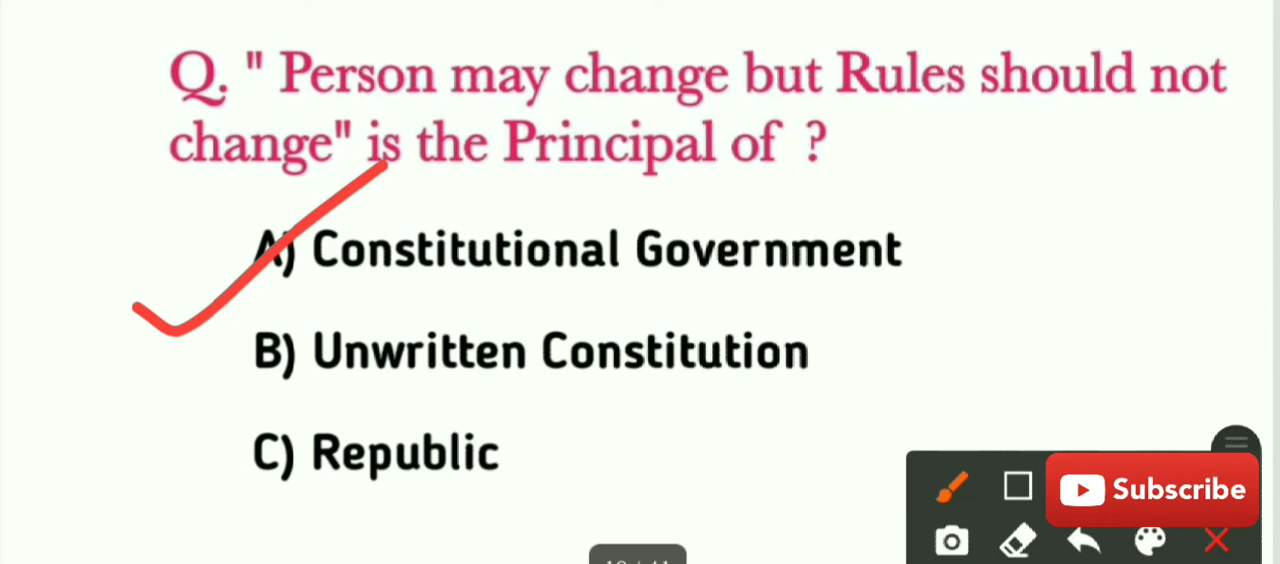 Q. " Person may change but Rules should not
change" is the Principal of ?
A) Constitutional Government
B) Unwritten Constitution
C) Republic
Subscribe